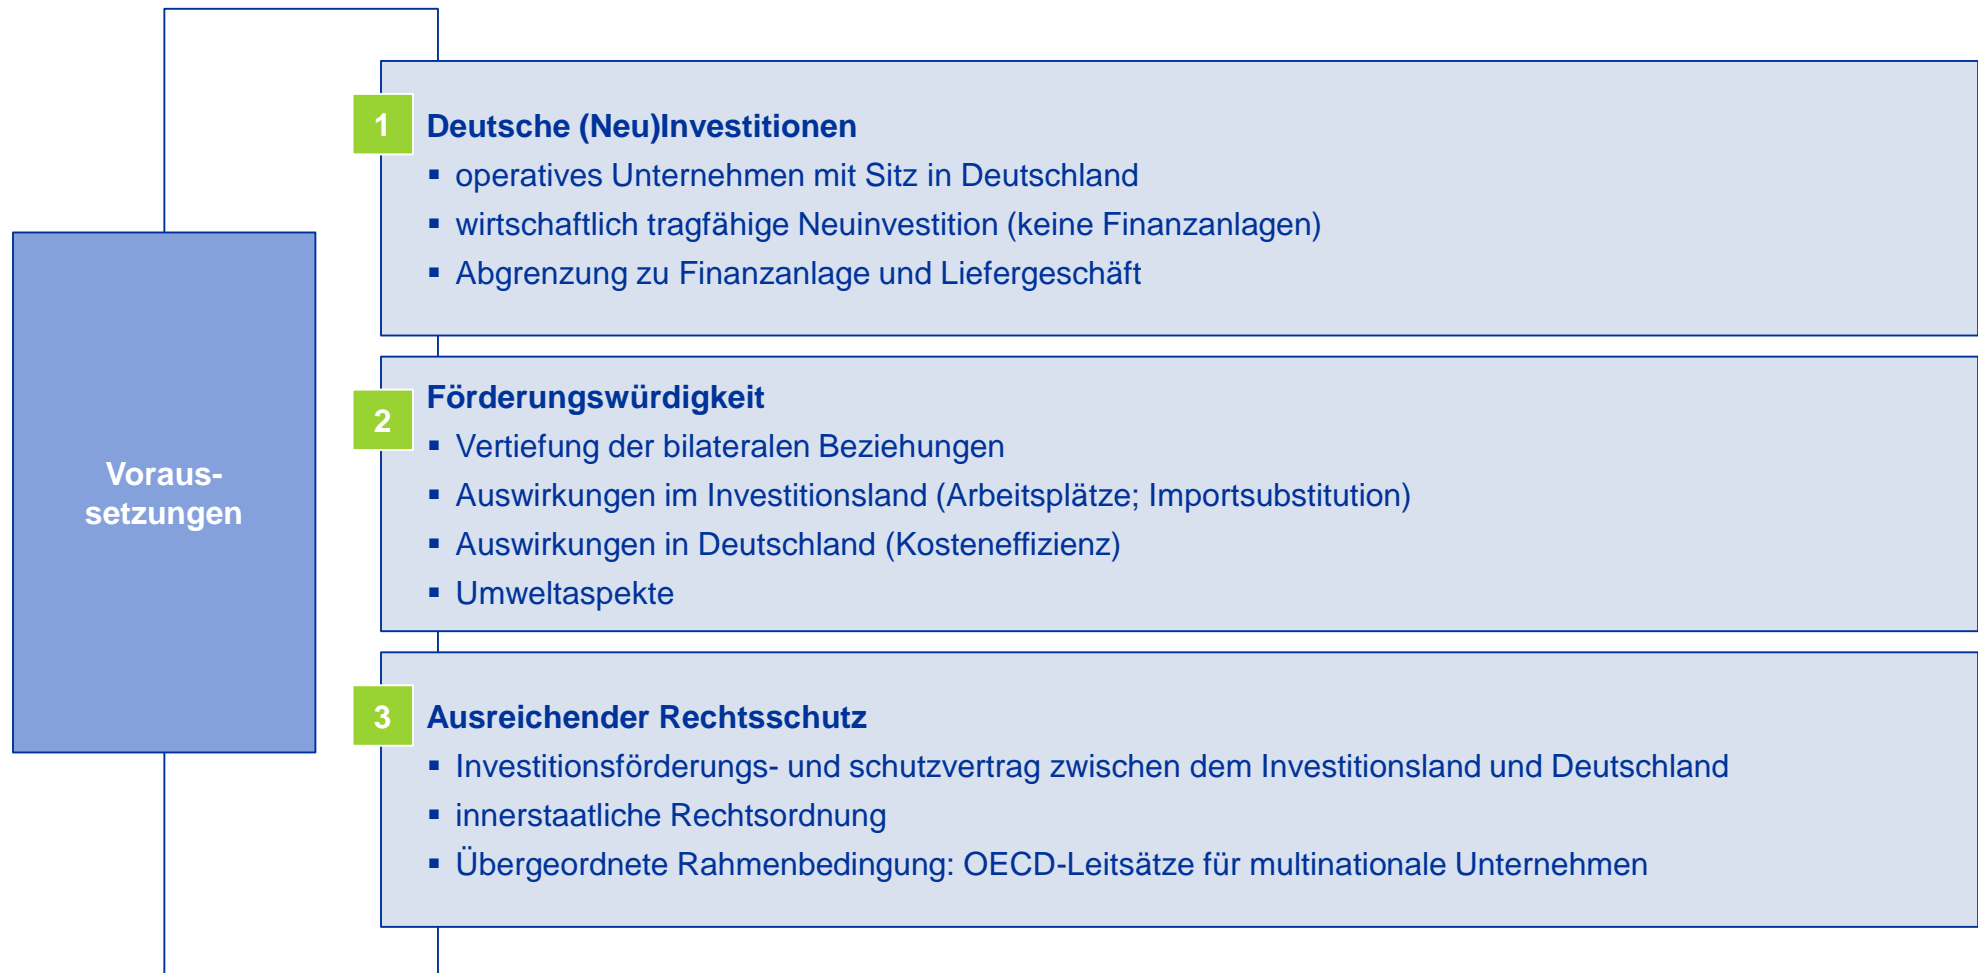 Voraus-
setzungen
1
Deutsche (Neu)Investitionen
▪ operatives Unternehmen mit Sitz in Deutschland
▪ wirtschaftlich tragfähige Neuinvestition (keine Finanzanlagen)
▪ Abgrenzung zu Finanzanlage und Liefergeschäft
2
Förderungswürdigkeit
▪ Vertiefung der bilateralen Beziehungen
▪ Auswirkungen im Investitionsland (Arbeitsplätze; Importsubstitution)
▪ Auswirkungen in Deutschland (Kosteneffizienz)
▪ Umweltaspekte
3
Ausreichender Rechtsschutz
▪ Investitionsförderungs- und schutzvertrag zwischen dem Investitionsland und Deutschland
▪ innerstaatliche Rechtsordnung
▪ Übergeordnete Rahmenbedingung: OECD-Leitsätze für multinationale Unternehmen